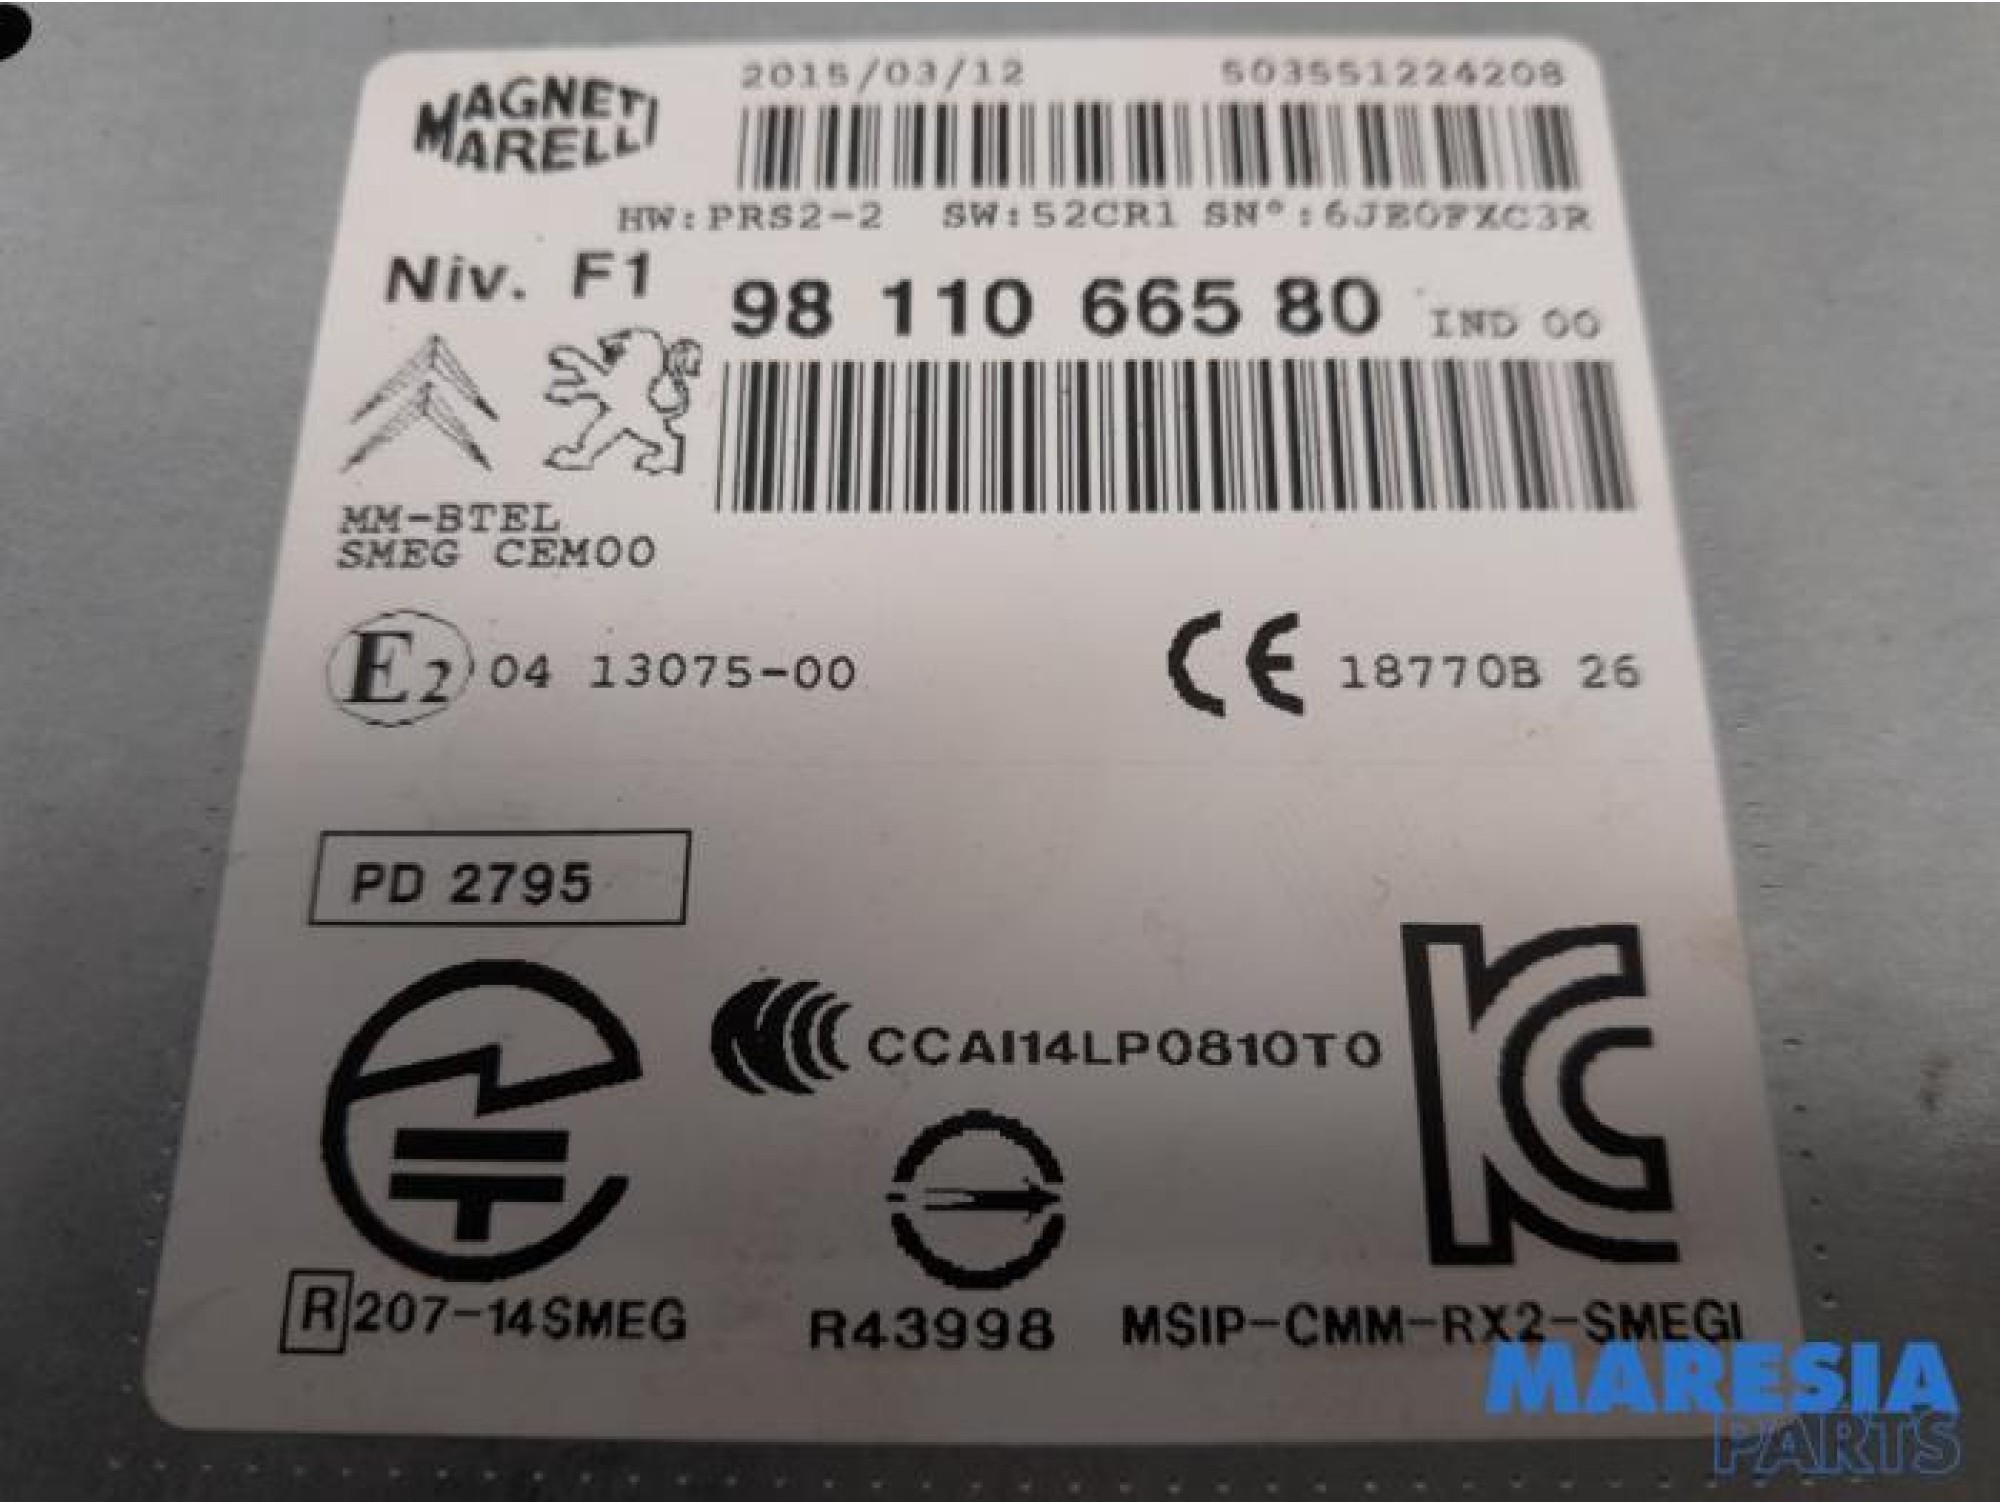 MAGNETI
MARELLI
2015/03/12 503551224208
HW:PRS2-2 SW:52CR1 SN°:6JE0FXC3R
Niv. F1
98 110 665 80 IND 00
MM-BTEL
SMEG CEM00
E2 04 13075-00
CE 18770B 26
PD 2795
CCAI14LP0810T0
R 207-14SMEG
R43998
MSIP-CMM-RX2-SMEGI
MARESIA
PARTS